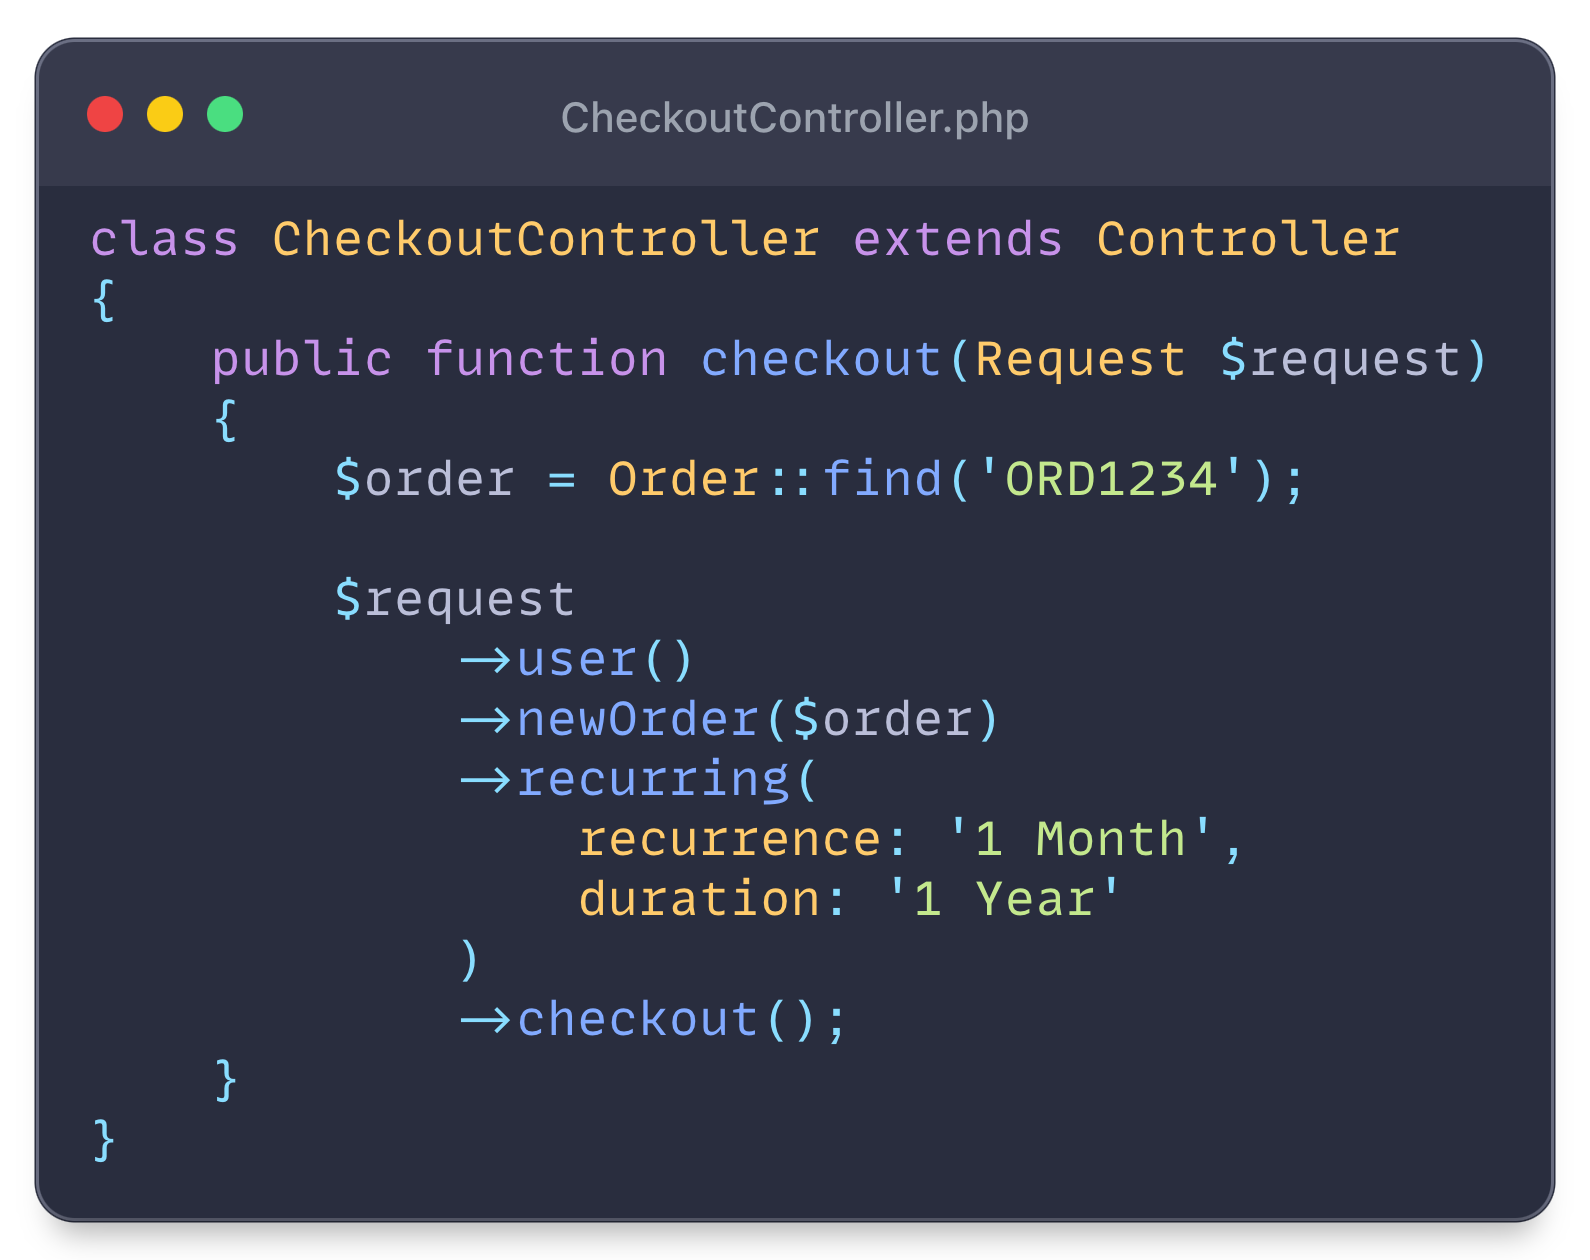 CheckoutController.php
class CheckoutController extends Controller
{
    public function checkout(Request $request)
    {
        $order = Order::find('ORD1234');

        $request
            ->user()
            ->newOrder($order)
            ->recurring(
                recurrence: '1 Month',
                duration: '1 Year'
            )
            ->checkout();
    }
}